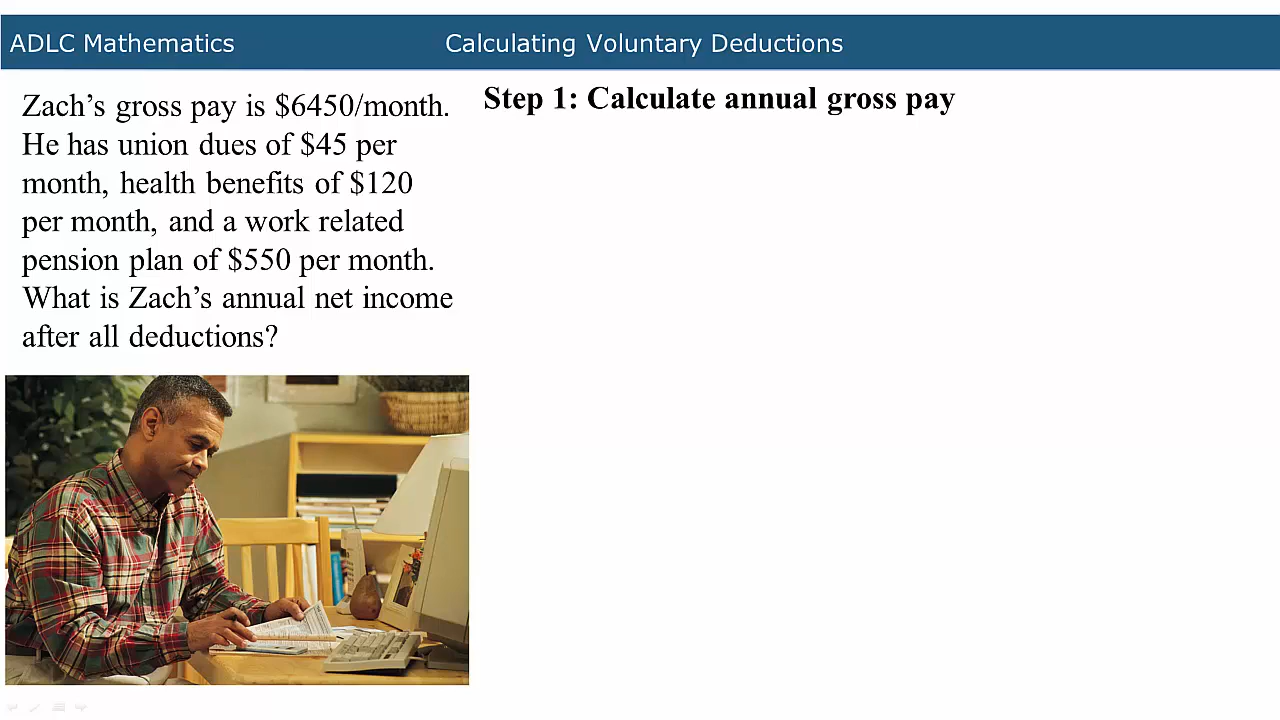 ADLC Mathematics
Calculating Voluntary Deductions
Zach’s gross pay is $6450/month.
He has union dues of $45 per
month, health benefits of $120
per month, and a work related
pension plan of $550 per month.
What is Zach’s annual net income
after all deductions?
Step 1: Calculate annual gross pay